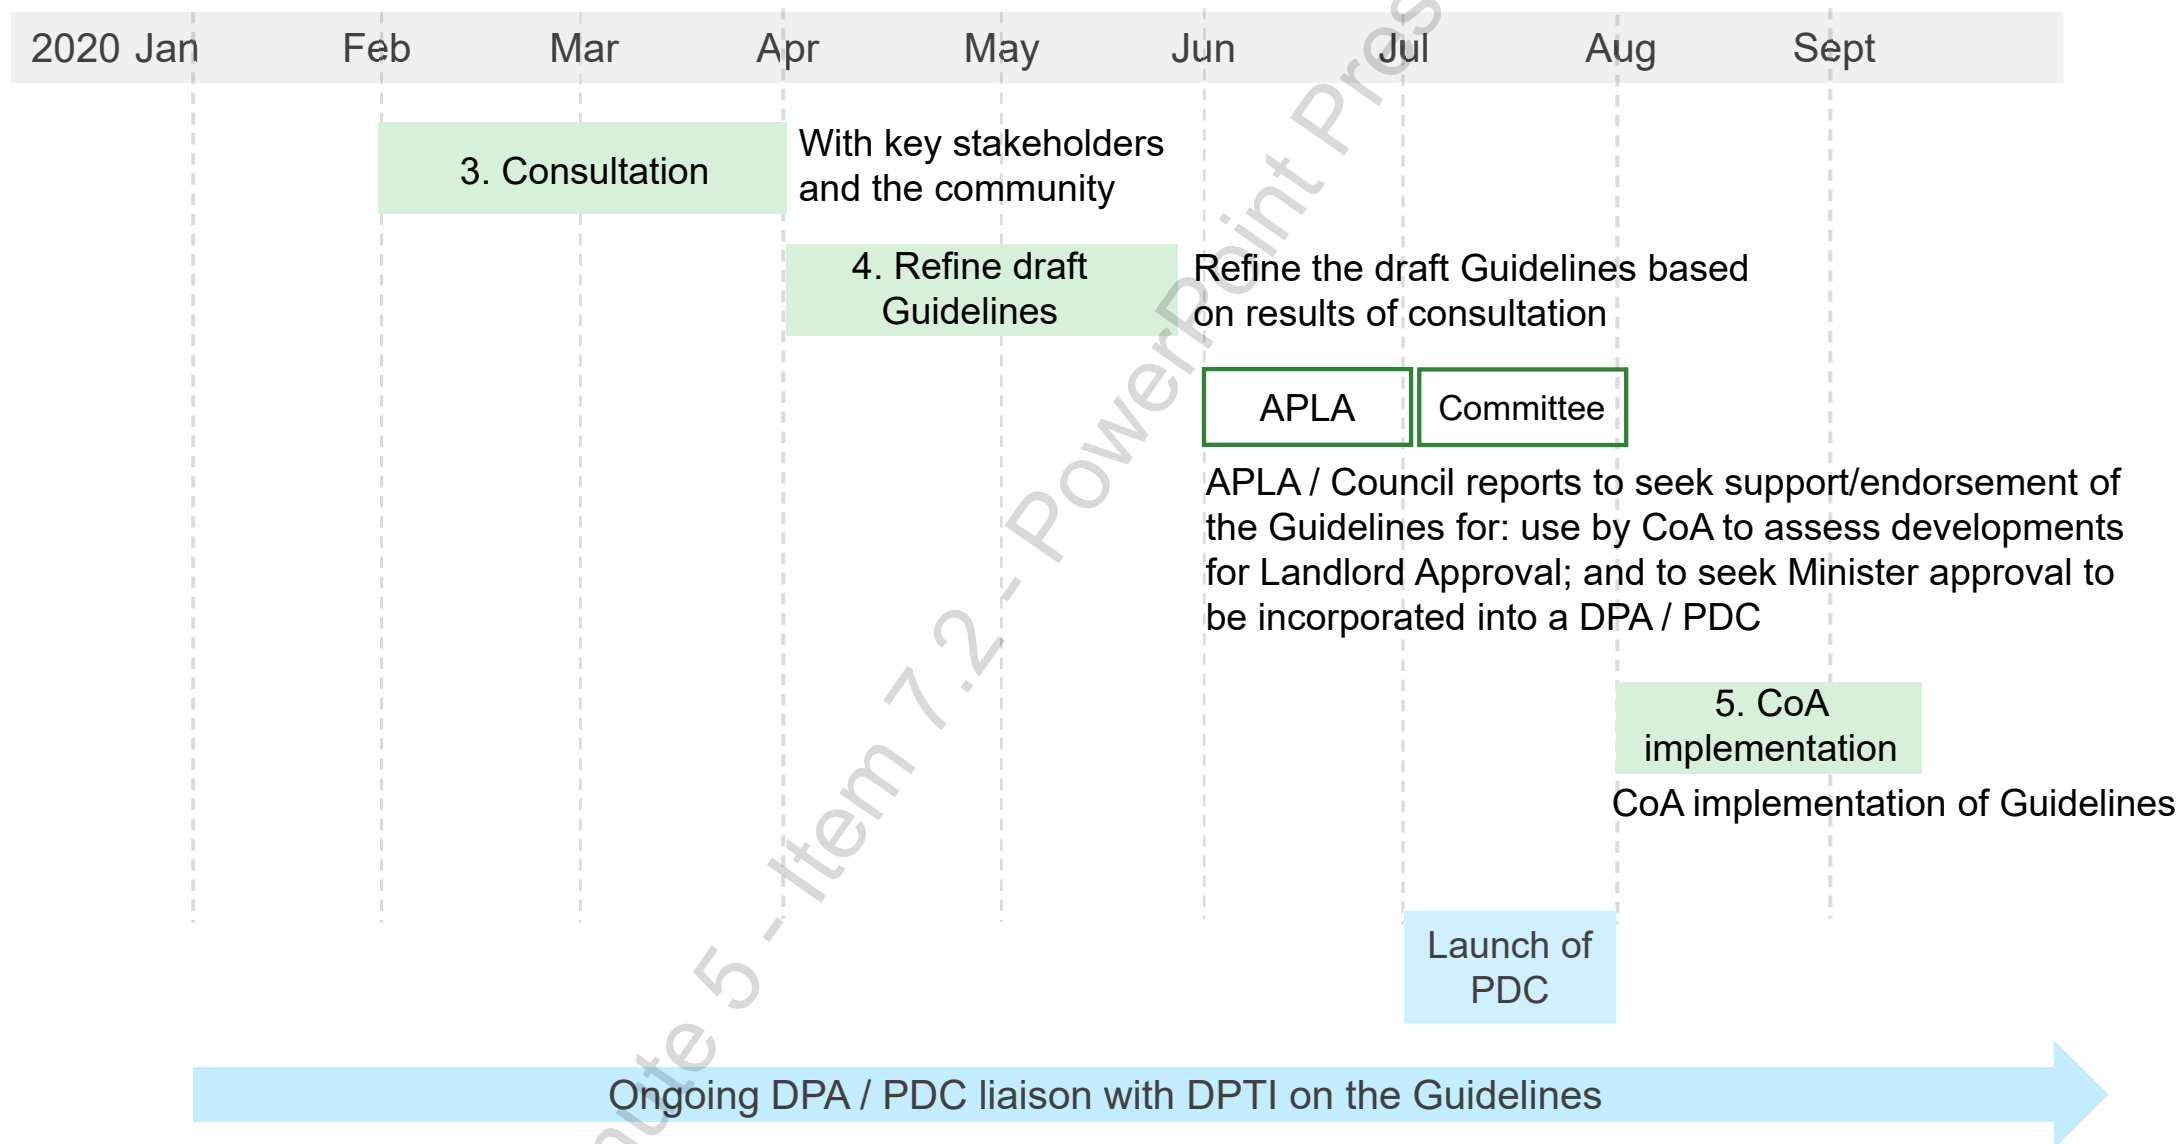 2020 Jan Feb Mar Apr May Jun Jul Aug Sept
3. Consultation
With key stakeholders
and the community
4. Refine draft
Guidelines
Refine the draft Guidelines based
on results of consultation
APLA
Committee
APLA / Council reports to seek support/endorsement of
the Guidelines for: use by CoA to assess developments
for Landlord Approval; and to seek Minister approval to
be incorporated into a DPA / PDC
5. CoA
implementation
CoA implementation of Guidelines
Launch of
PDC
Ongoing DPA / PDC liaison with DPTI on the Guidelines
5 - Item 7.2 - PowerPoint